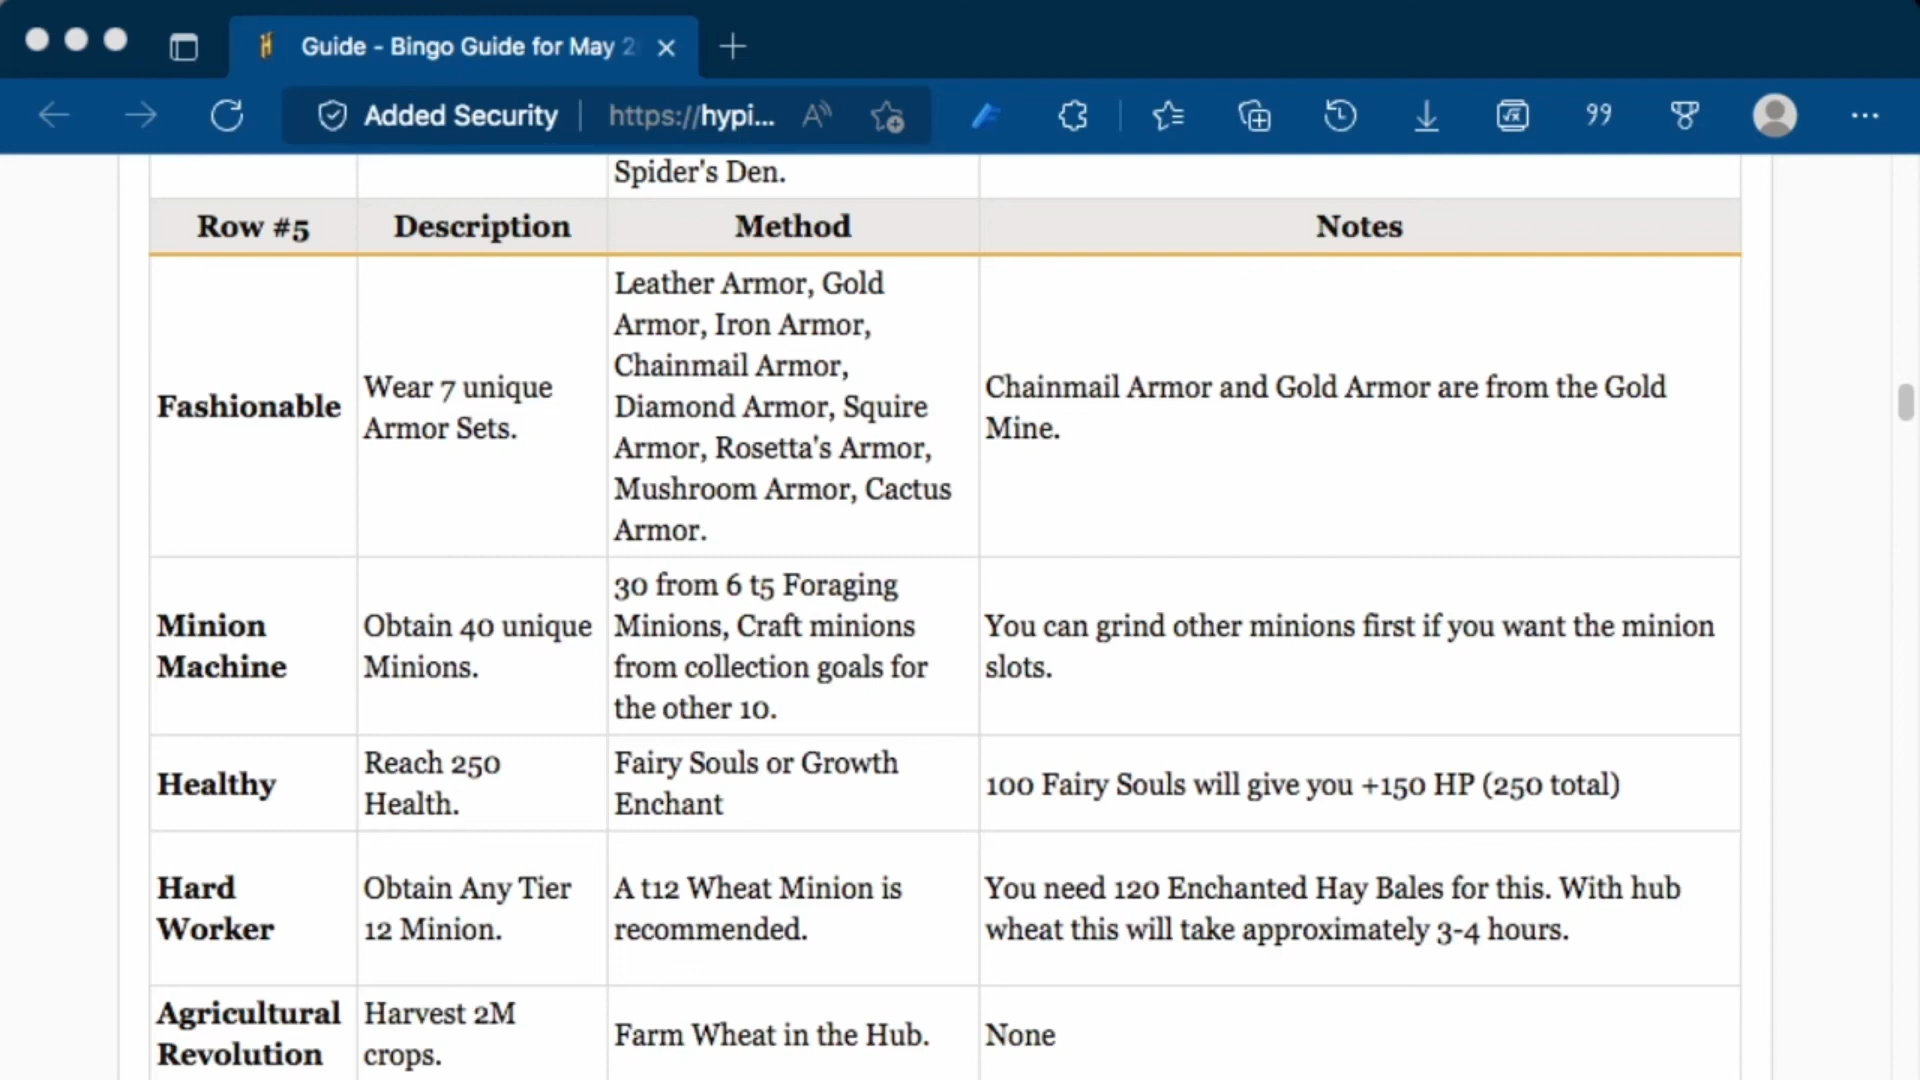 Guide - Bingo Guide for May 2
Added Security
https://hypi...
Spider's Den.
Row #5 Description Method Notes
Fashionable
Wear 7 unique
Armor Sets.
Leather Armor, Gold
Armor, Iron Armor,
Chainmail Armor,
Diamond Armor, Squire
Armor, Rosetta's Armor,
Mushroom Armor, Cactus
Armor.
Chainmail Armor and Gold Armor are from the Gold
Mine.
Minion
Machine
Obtain 40 unique
Minions.
30 from 6 t5 Foraging
Minions, Craft minions
from collection goals for
the other 10.
You can grind other minions first if you want the minion
slots.
Healthy
Reach 250
Health.
Fairy Souls or Growth
Enchant
100 Fairy Souls will give you +150 HP (250 total)
Hard
Worker
Obtain Any Tier
12 Minion.
A t12 Wheat Minion is
recommended.
You need 120 Enchanted Hay Bales for this. With hub
wheat this will take approximately 3-4 hours.
Agricultural
Revolution
Harvest 2M
crops.
Farm Wheat in the Hub.
None